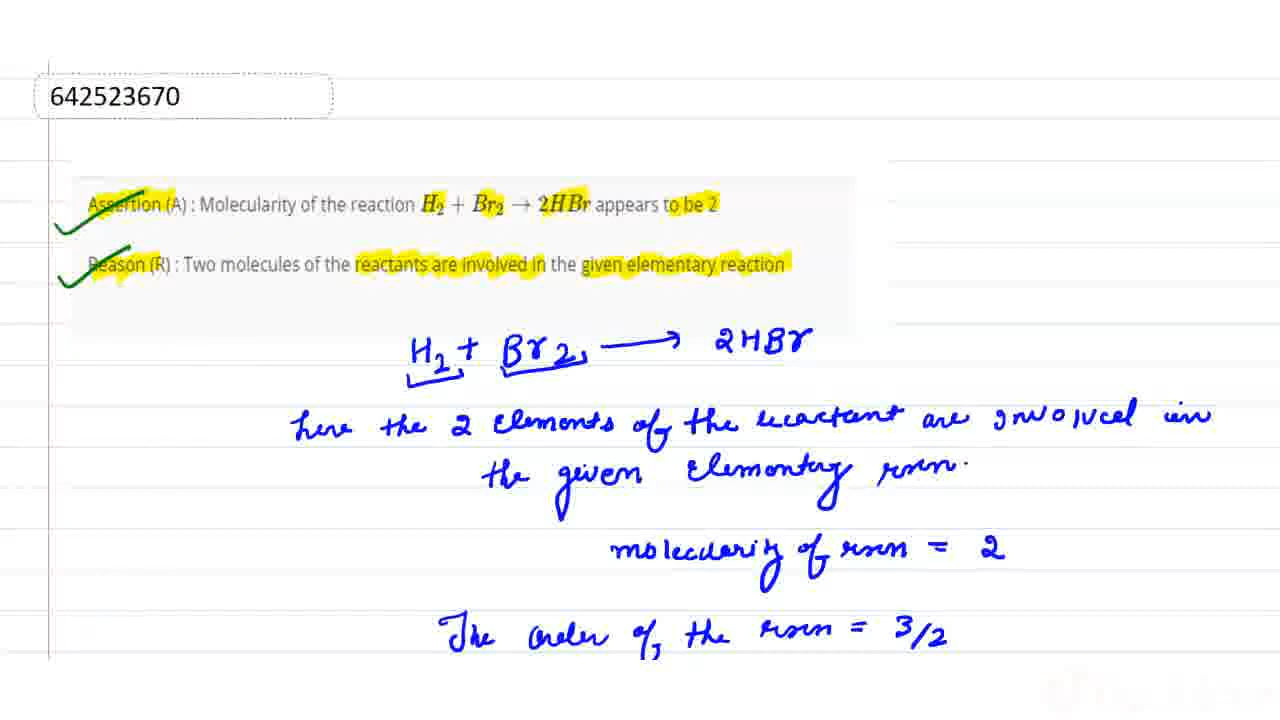 642523670
Assertion (A) : Molecularity of the reaction H₂ + Br₂ → 2HBr appears to be 2
Reason (R) : Two molecules of the reactants are involved in the given elementary reaction
H₂ + Br₂ → 2HBr
here the 2 Elements of the reactant are involved in
the given Elementary rxn.
molecularity of rxn = 2
The order of the rxn = 3/2